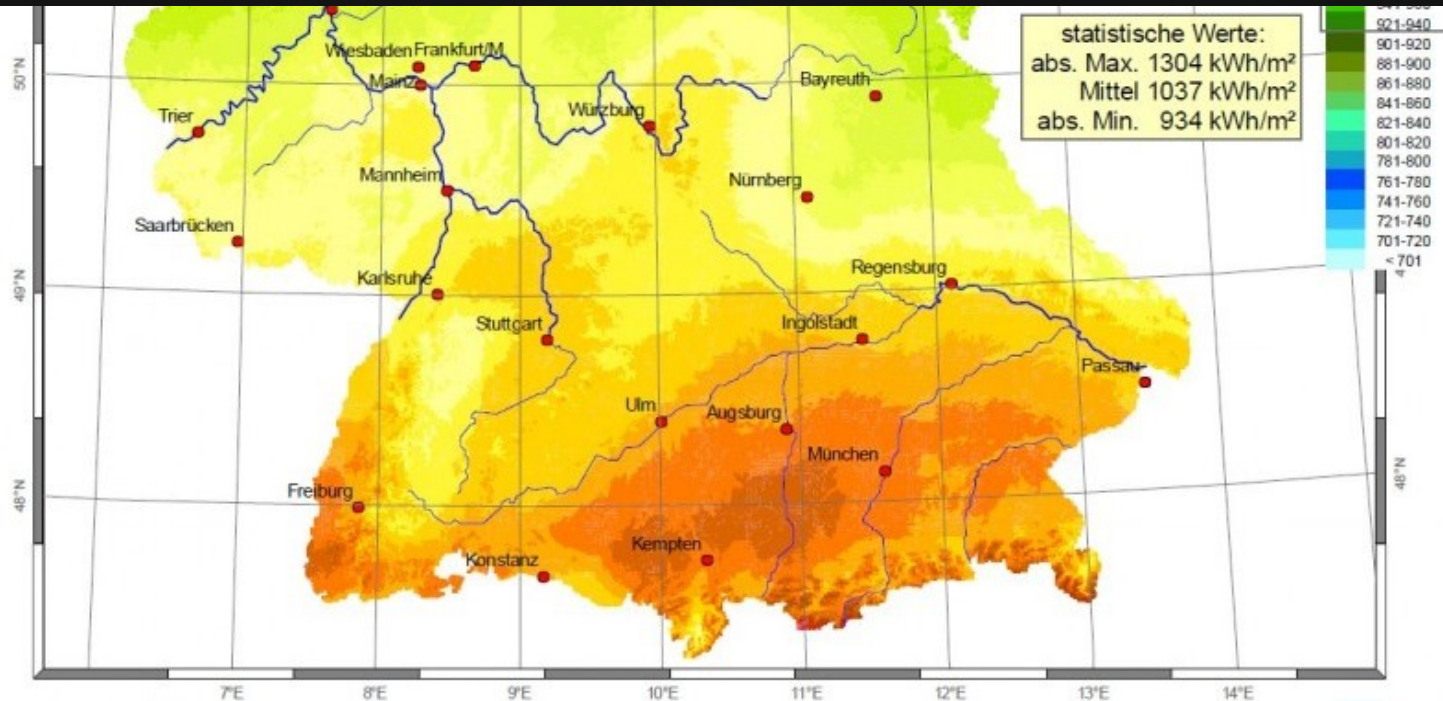 921-940
901-920
881-900
861-880
841-860
821-840
801-820
781-800
761-780
741-760
721-740
701-720
< 701
statistische Werte:
abs. Max. 1304 kWh/m²
Mittel 1037 kWh/m²
abs. Min. 934 kWh/m²
50°N
Wiesbaden
Frankfurt/M
Mainz
Bayreuth
Trier
Würzburg
Mannheim
Nürnberg
Saarbrücken
Karlsruhe
Regensburg
49°N
Stuttgart
Ingolstadt
Passau
Ulm
Augsburg
München
48°N
48°N
Freiburg
Konstanz
Kempten
7°E
8°E
9°E
10°E
11°E
12°E
13°E
14°E